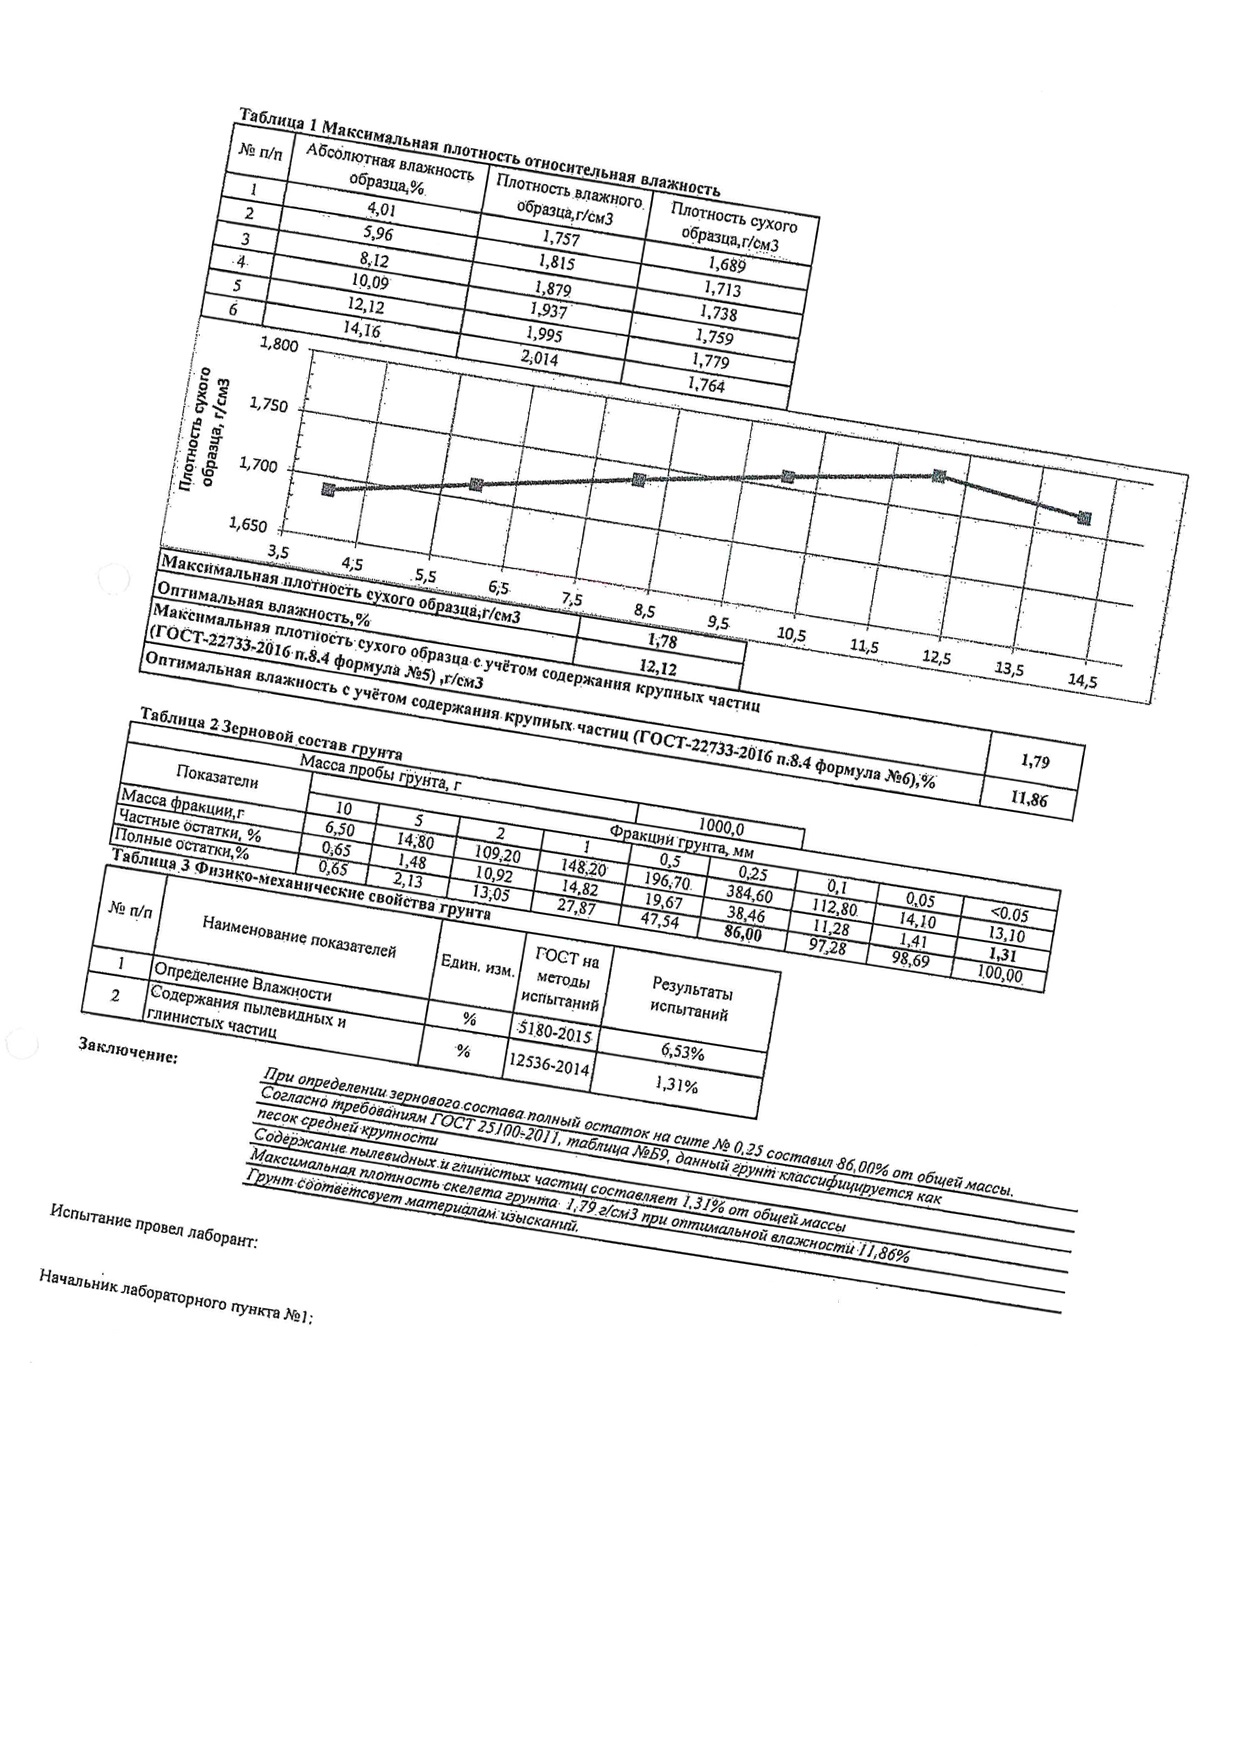 Таблица 1 Максимальная плотность относительная влажность
№ п/п Абсолютная влажность образца,% Плотность влажного образца,г/см3 Плотность сухого образца,г/см3
1 4,01 1,757 1,689
2 5,96 1,815 1,713
3 8,12 1,879 1,738
4 10,09 1,937 1,759
5 12,12 1,995 1,779
6 14,16 2,014 1,764
Плотность сухого
образца, г/см3
1,800
1,750
1,700
1,650
3,5 4,5 5,5 6,5 7,5 8,5 9,5 10,5 11,5 12,5 13,5 14,5
Максимальная плотность сухого образца,г/см3 1,78
Оптимальная влажность,% 12,12
Максимальная плотность сухого образца с учётом содержания крупных частиц
(ГОСТ-22733-2016 п.8.4 формула №5) ,г/см3 1,79
Оптимальная влажность с учётом содержания крупных частиц (ГОСТ-22733-2016 п.8.4 формула №6),% 11,86
Таблица 2 Зерновой состав грунта
Масса пробы грунта, г 1000,0
Показатели Фракции грунта, мм
10 5 2 1 0,5 0,25 0,1 0,05 <0.05
Масса фракции,г 6,50 14,80 109,20 148,20 196,70 384,60 112,80 14,10 13,10
Частные остатки, % 0,65 1,48 10,92 14,82 19,67 38,46 11,28 1,41 1,31
Полные остатки,% 0,65 2,13 13,05 27,87 47,54 86,00 97,28 98,69 100,00
Таблица 3 Физико-механические свойства грунта
№ п/п Наименование показателей Един. изм. ГОСТ на методы испытаний Результаты испытаний
1 Определение Влажности % 5180-2015 6,53%
2 Содержания пылевидных и глинистых частиц % 12536-2014 1,31%
Заключение:
При определении зернового состава полный остаток на сите № 0,25 составил 86,00% от общей массы.
Согласно требованиям ГОСТ 25100-2011, таблица №Б9, данный грунт классифицируется как
песок средней крупности
Содержание пылевидных и глинистых частиц составляет 1,31% от общей массы
Максимальная плотность скелета грунта 1,79 г/см3 при оптимальной влажности 11,86%
Грунт соответсвует материалам изысканий.
Испытание провел лаборант:
Начальник лабораторного пункта №1: